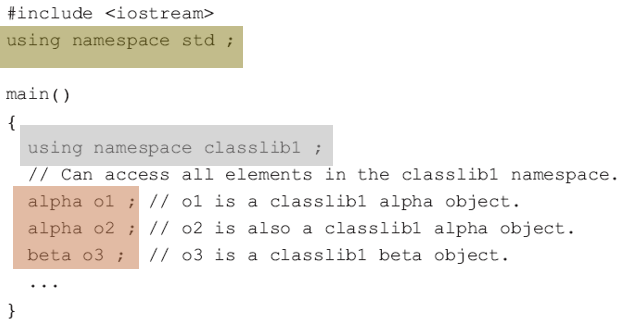 #include <iostream>
using namespace std ;
main()
{
using namespace classlib1 ;
// Can access all elements in the classlib1 namespace.
alpha o1 ; // o1 is a classlib1 alpha object.
alpha o2 ; // o2 is also a classlib1 alpha object.
beta o3 ; // o3 is a classlib1 beta object.
...
}